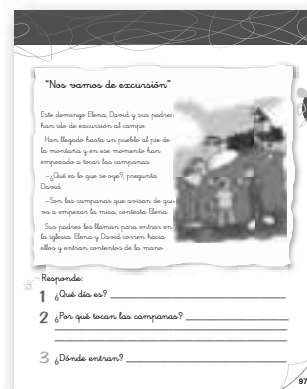 "Nos vamos de excursión"
Este domingo Elena, David y sus padres
han ido de excursión al campo.
Han llegado hasta un pueblo al pie de
la montaña y en ese momento han
empezado a tocar las campanas.
-¿Qué es lo que se oye?, pregunta
David.
-Son las campanas que avisan de que
va a empezar la misa, contesta Elena.
Sus padres les llaman para entrar en
la iglesia. Elena y David corren hacia
ellos y entran contentos de la mano.
Responde:
1 ¿Qué día es?
2 ¿Por qué tocan las campanas?
3 ¿Dónde entran?
97